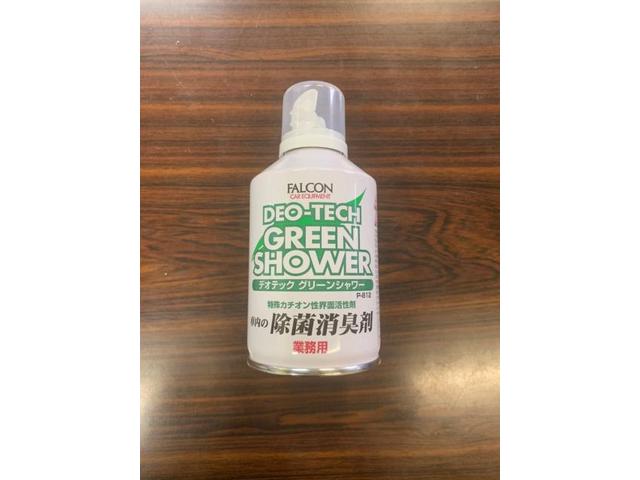 FALCON
CAR EQUIPMENT
DEO-TECH
GREEN
SHOWER
デオテック グリーンシャワー
P-812
特殊カチオン性界面活性剤
車内の 除菌消臭剤
業務用